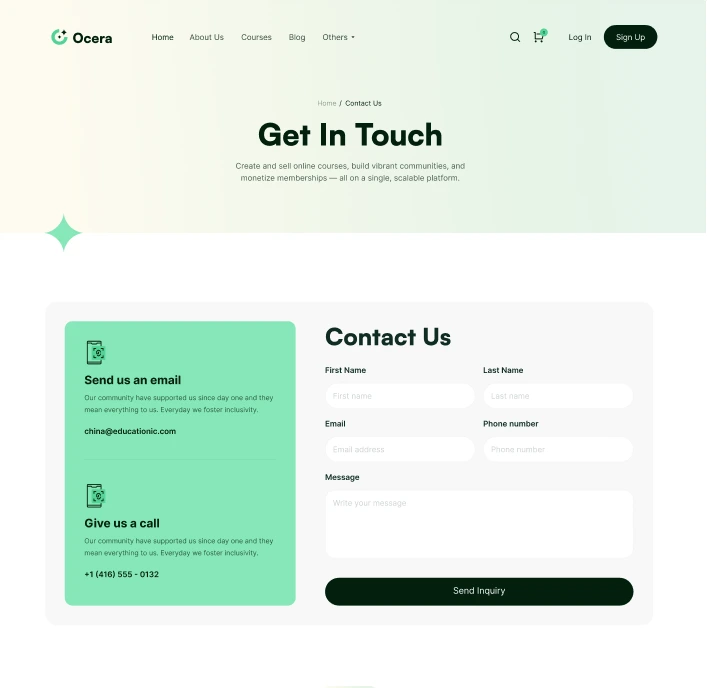 Ocera
Home About Us Courses Blog Others
Log In Sign Up
Home / Contact Us
Get In Touch
Create and sell online courses, build vibrant communities, and
monetize memberships — all on a single, scalable platform.
Send us an email
Our community have supported us since day one and they
mean everything to us. Everyday we foster inclusivity.
china@educationic.com
Give us a call
Our community have supported us since day one and they
mean everything to us. Everyday we foster inclusivity.
+1 (416) 555 - 0132
Contact Us
First Name Last Name
First name Last name
Email Phone number
Email address Phone number
Message
Write your message
Send Inquiry